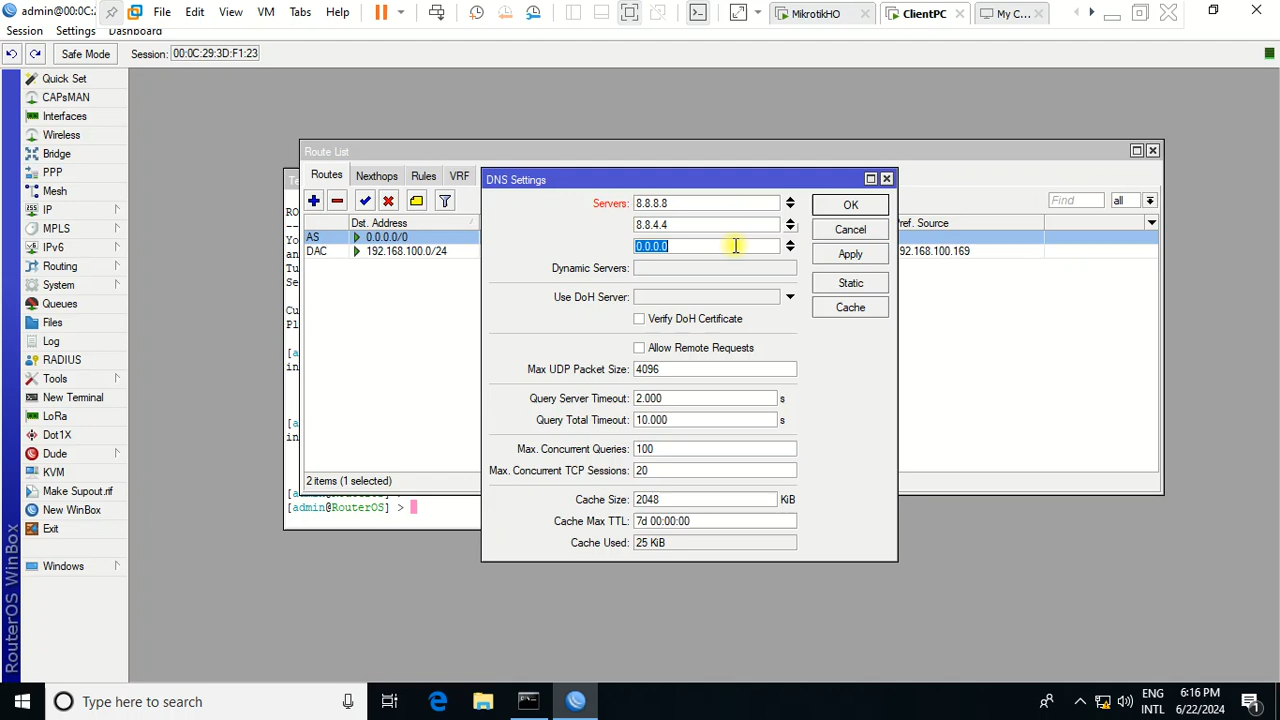 admin@00:0C:2
File
Edit
View
VM
Tabs
Help
MikrotikHO
ClientPC
My C...
Session
Settings
Dashboard
Safe Mode
Session:
00:0C:29:3D:F1:23
Quick Set
CAPsMAN
Interfaces
Wireless
Bridge
PPP
Mesh
IP
MPLS
IPv6
Routing
System
Queues
Files
Log
RADIUS
Tools
New Terminal
LoRa
Dot1X
Dude
KVM
Make Supout.rif
New WinBox
Exit
Windows
RouterOS WinBox
Route List
Routes
Nexthops
Rules
VRF
Find
all
Dst. Address
Pref. Source
AS
0.0.0.0/0
DAC
192.168.100.0/24
92.168.100.169
2 items (1 selected)
[admin@RouterOS] >
DNS Settings
Servers:
8.8.8.8
8.8.4.4
0.0.0.0
Dynamic Servers:
Use DoH Server:
Verify DoH Certificate
Allow Remote Requests
Max UDP Packet Size:
4096
Query Server Timeout:
2.000
s
Query Total Timeout:
10.000
s
Max. Concurrent Queries:
100
Max. Concurrent TCP Sessions:
20
Cache Size:
2048
KiB
Cache Max TTL:
7d 00:00:00
Cache Used:
25 KiB
OK
Cancel
Apply
Static
Cache
Type here to search
ENG
INTL
6:16 PM
6/22/2024